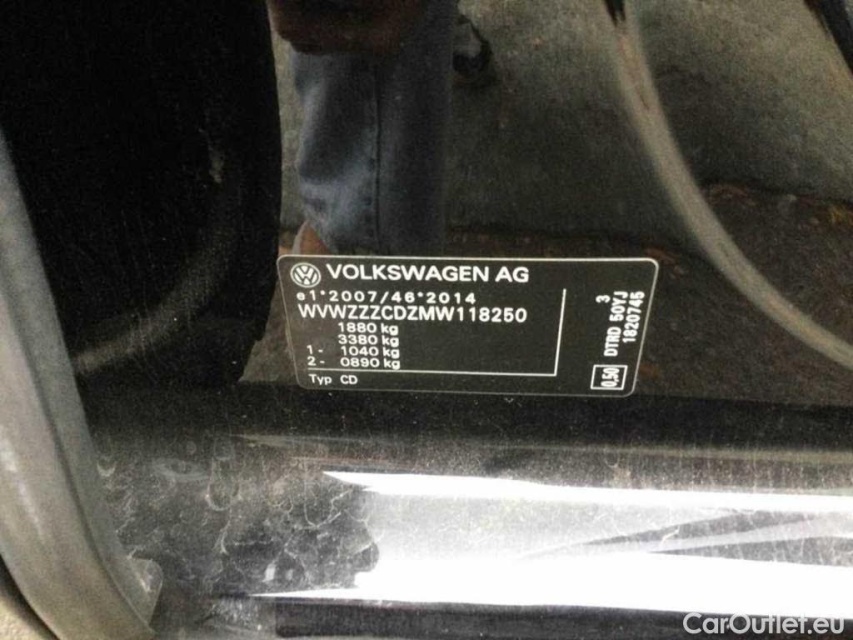 VOLKSWAGEN AG
e1*2007/46*2014
WVWZZZCDZMW118250
1880 kg
3380 kg
1 - 1040 kg
2 - 0890 kg
Typ CD
3
DTRD 50YJ
1820745
0,50
CarOutlet.eu